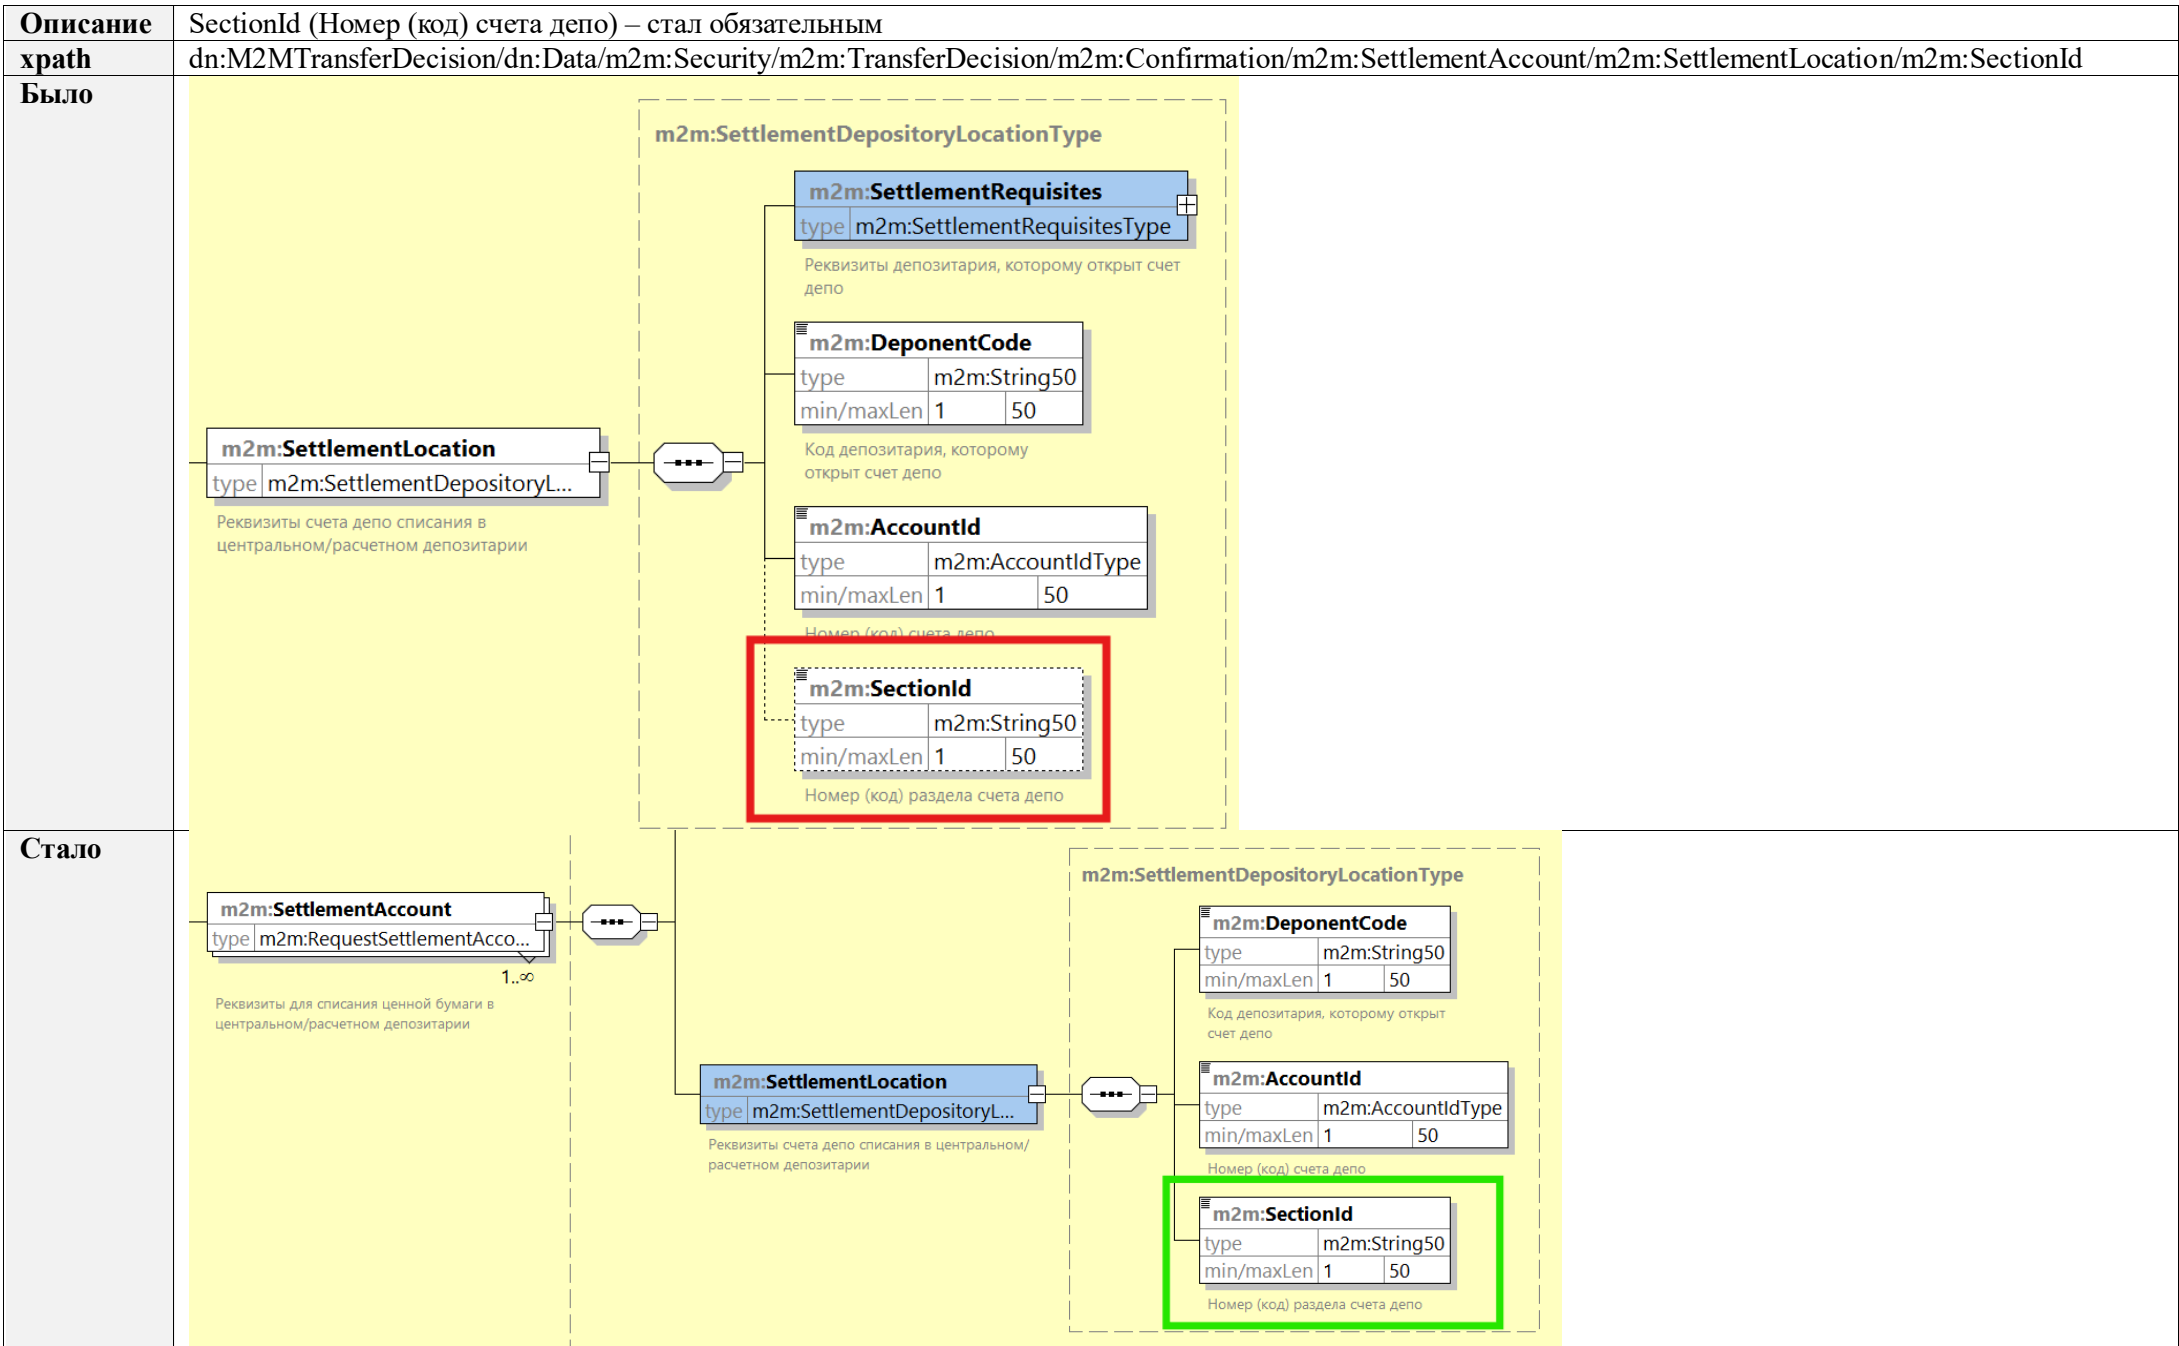 Описание SectionId (Номер (код) счета депо) – стал обязательным
xpath dn:M2MTransferDecision/dn:Data/m2m:Security/m2m:TransferDecision/m2m:Confirmation/m2m:SettlementAccount/m2m:SettlementLocation/m2m:SectionId
Было
m2m:SettlementDepositoryLocationType
m2m:SettlementRequisites
type m2m:SettlementRequisitesType
Реквизиты депозитария, которому открыт счет
депо
m2m:DeponentCode
type m2m:String50
min/maxLen 1 50
Код депозитария, которому
открыт счет депо
m2m:SettlementLocation
type m2m:SettlementDepositoryL...
Реквизиты счета депо списания в
центральном/расчетном депозитарии
m2m:AccountId
type m2m:AccountIdType
min/maxLen 1 50
Номер (код) счета депо
m2m:SectionId
type m2m:String50
min/maxLen 1 50
Номер (код) раздела счета депо
Стало
m2m:SettlementAccount
type m2m:RequestSettlementAcco...
1..∞
Реквизиты для списания ценной бумаги в
центральном/расчетном депозитарии
m2m:SettlementDepositoryLocationType
m2m:DeponentCode
type m2m:String50
min/maxLen 1 50
Код депозитария, которому открыт
счет депо
m2m:SettlementLocation
type m2m:SettlementDepositoryL...
Реквизиты счета депо списания в центральном/
расчетном депозитарии
m2m:AccountId
type m2m:AccountIdType
min/maxLen 1 50
Номер (код) счета депо
m2m:SectionId
type m2m:String50
min/maxLen 1 50
Номер (код) раздела счета депо